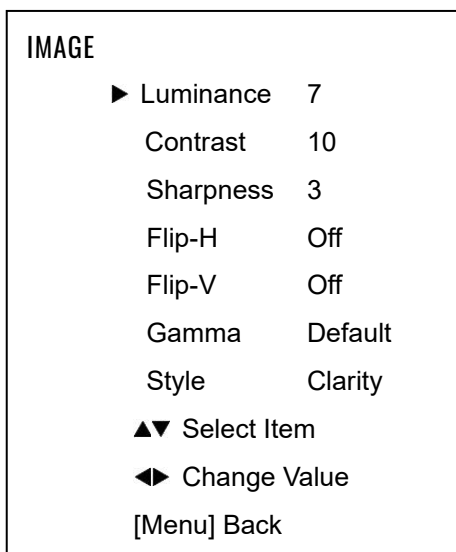 IMAGE
▶ Luminance 7
Contrast 10
Sharpness 3
Flip-H Off
Flip-V Off
Gamma Default
Style Clarity
▲▼ Select Item
◀▶ Change Value
[Menu] Back